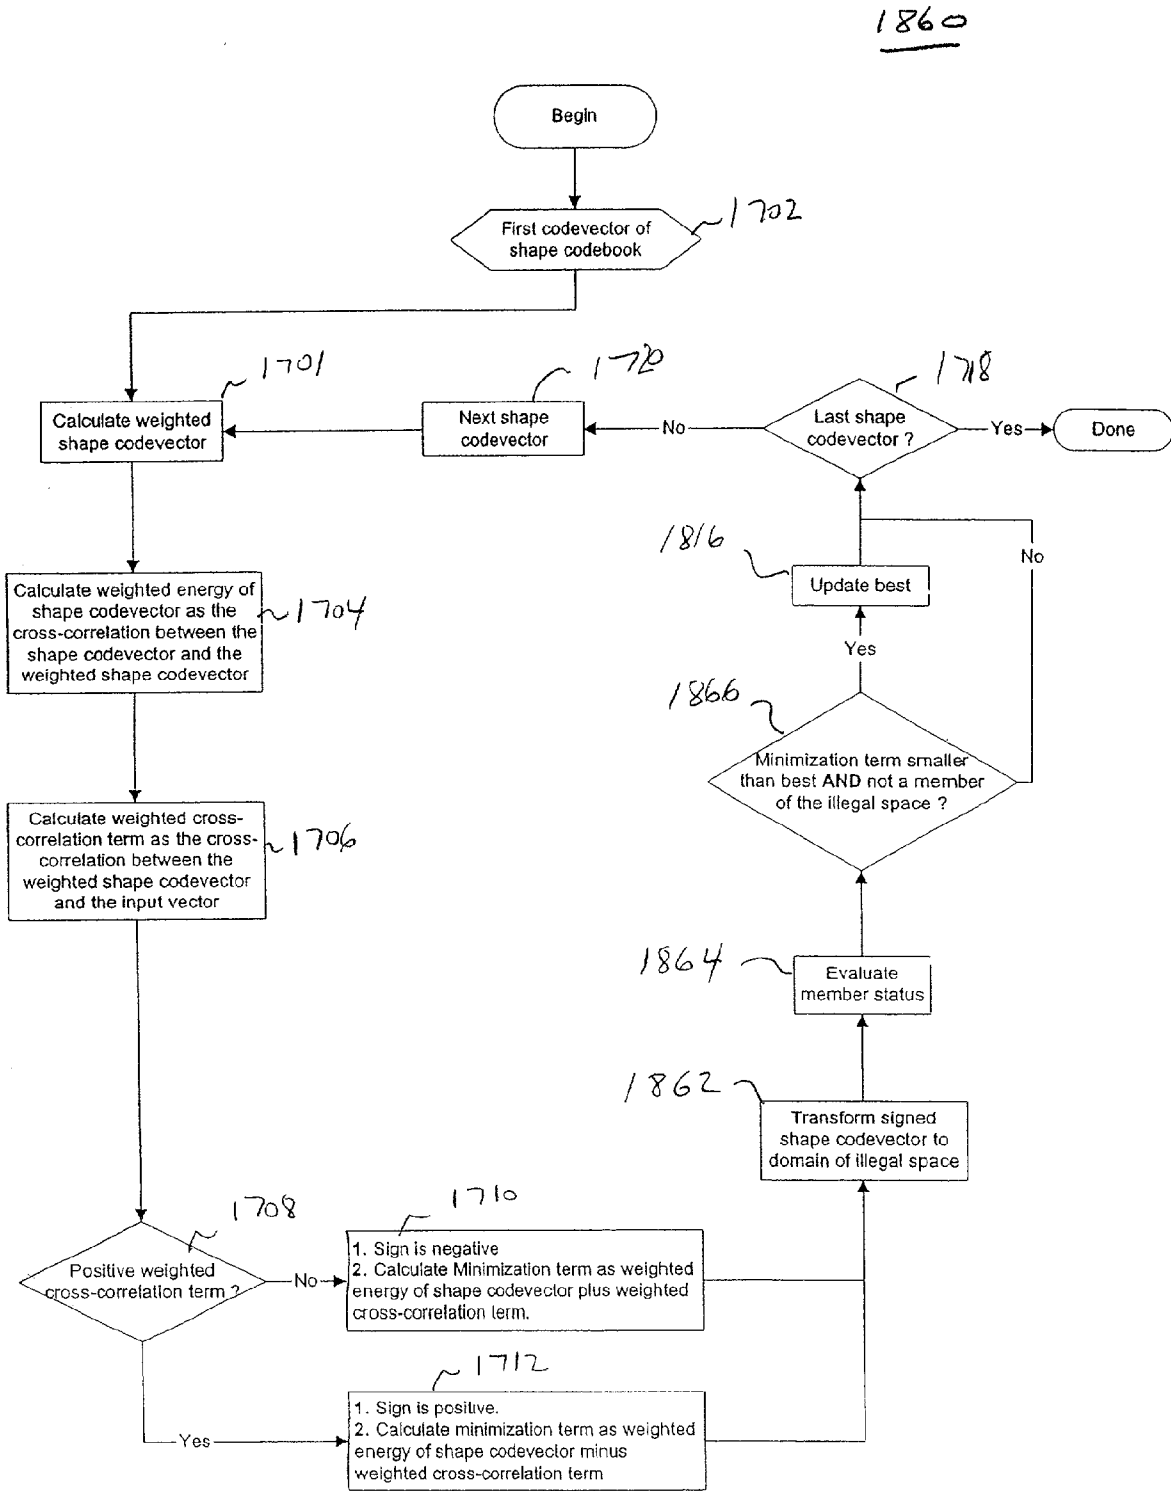 1860
Begin
First codevector of
shape codebook
1702
1701
Calculate weighted
shape codevector
1720
Next shape
codevector
No
1718
Last shape
codevector ?
Yes
Done
1816
Update best
No
Yes
Calculate weighted energy of
shape codevector as the
cross-correlation between the
shape codevector and the
weighted shape codevector
1704
1866
Minimization term smaller
than best AND not a member
of the illegal space ?
Calculate weighted cross-
correlation term as the cross-
correlation between the
weighted shape codevector
and the input vector
1706
1864
Evaluate
member status
1862
Transform signed
shape codevector to
domain of illegal space
1708
Positive weighted
cross-correlation term ?
No
1710
1. Sign is negative
2. Calculate Minimization term as weighted
energy of shape codevector plus weighted
cross-correlation term.
Yes
1712
1. Sign is positive.
2. Calculate minimization term as weighted
energy of shape codevector minus
weighted cross-correlation term